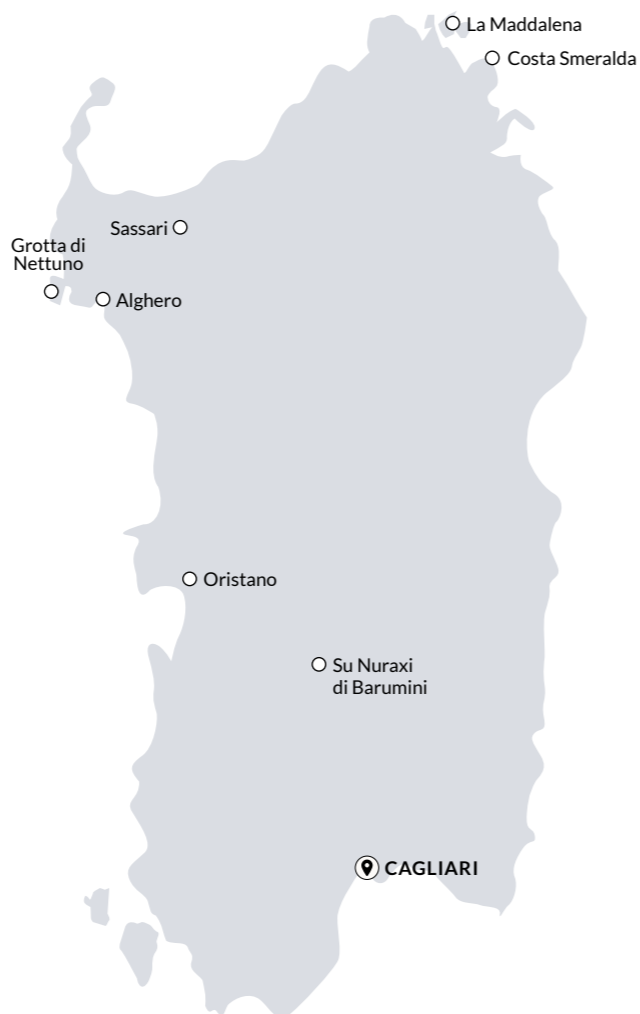 La Maddalena
Costa Smeralda
Sassari
Grotta di
Nettuno
Alghero
Oristano
Su Nuraxi
di Barumini
CAGLIARI